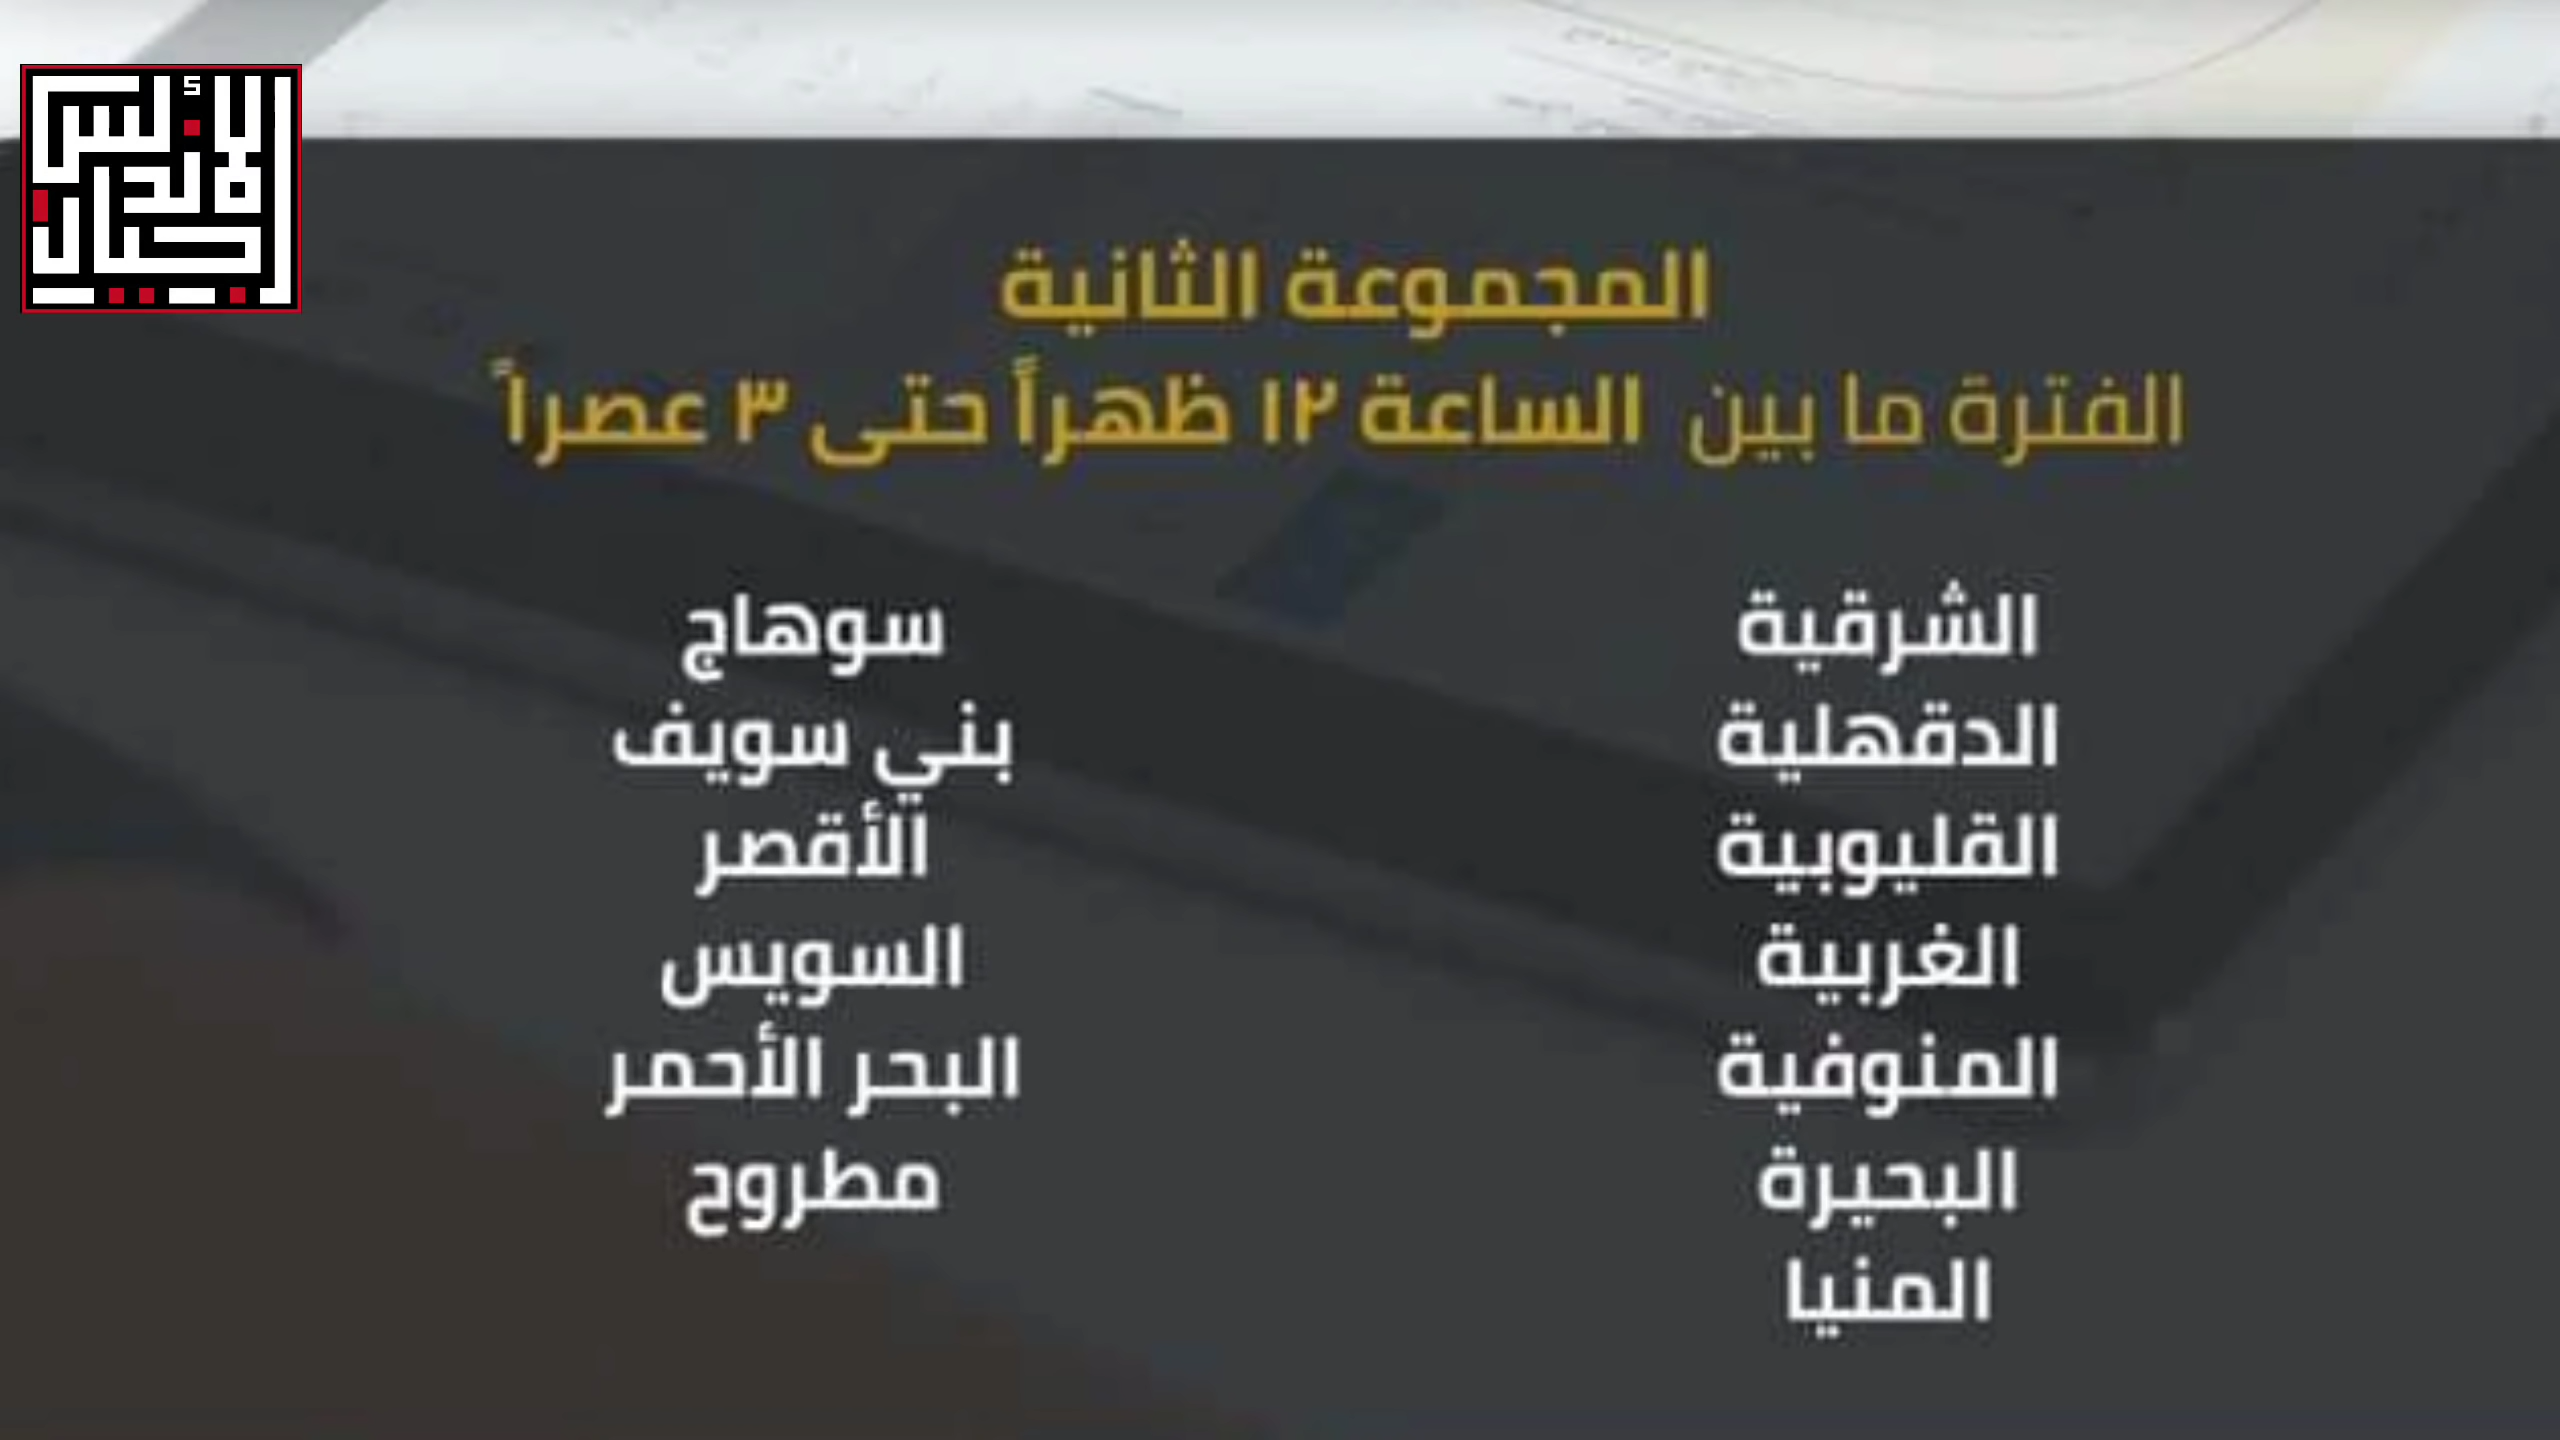 المجموعة الثانية
الفترة ما بين الساعة ١٢ ظهراً حتى ٣ عصراً
الشرقية
الدقهلية
القليوبية
الغربية
المنوفية
البحيرة
المنيا
سوهاج
بني سويف
الأقصر
السويس
البحر الأحمر
مطروح